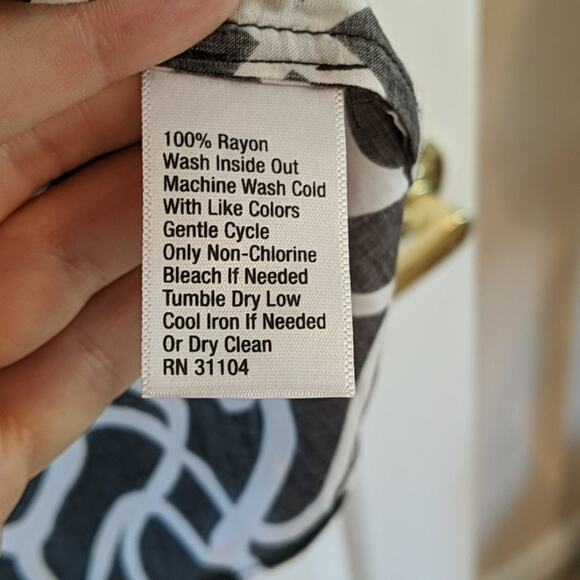 100% Rayon
Wash Inside Out
Machine Wash Cold
With Like Colors
Gentle Cycle
Only Non-Chlorine
Bleach If Needed
Tumble Dry Low
Cool Iron If Needed
Or Dry Clean
RN 31104